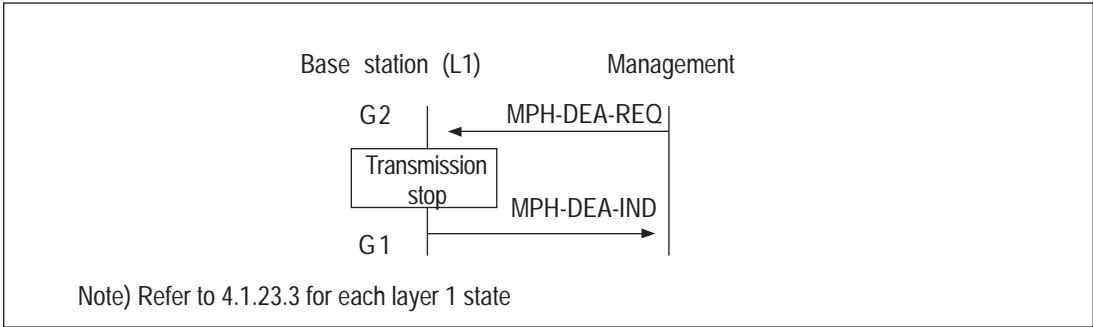 Base station (L1) Management
G2 MPH-DEA-REQ
Transmission
stop
MPH-DEA-IND
G1
Note) Refer to 4.1.23.3 for each layer 1 state